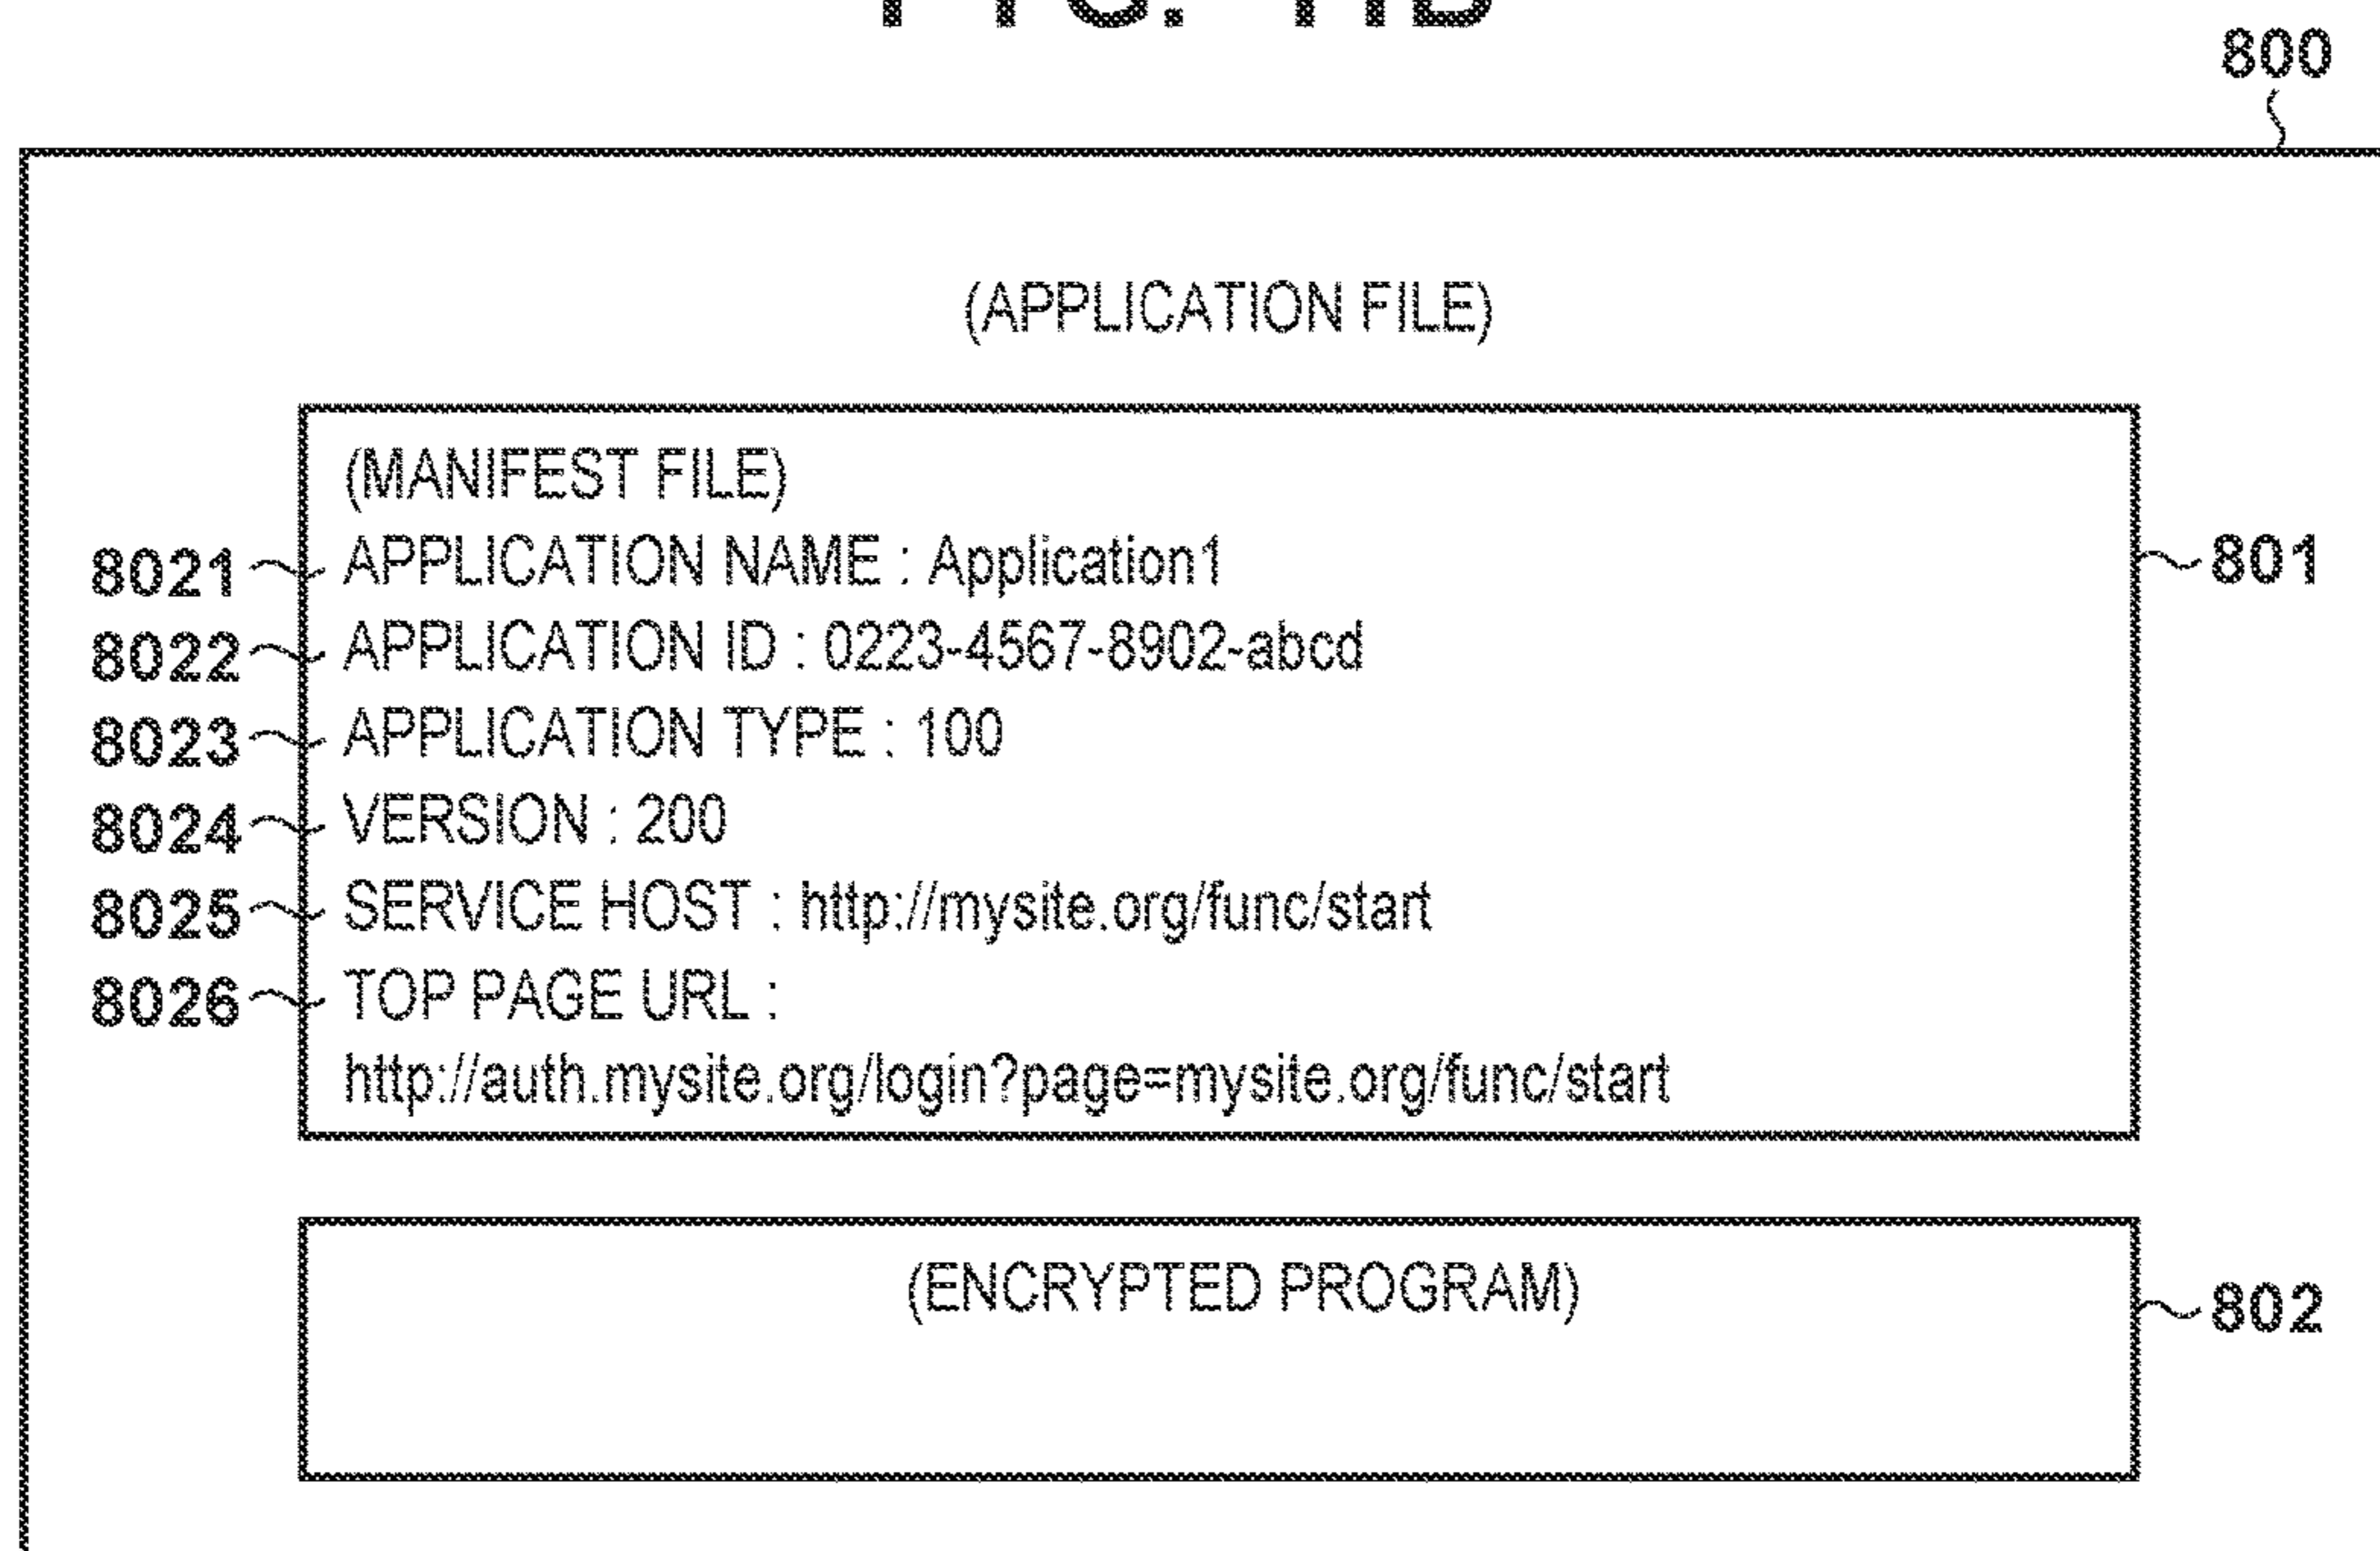 FIG. 11B
800
(APPLICATION FILE)
(MANIFEST FILE)
8021 APPLICATION NAME : Application1 801
8022 APPLICATION ID : 0223-4567-8902-abcd
8023 APPLICATION TYPE : 100
8024 VERSION : 200
8025 SERVICE HOST : http://mysite.org/func/start
8026 TOP PAGE URL :
http://auth.mysite.org/login?page=mysite.org/func/start
(ENCRYPTED PROGRAM) 802